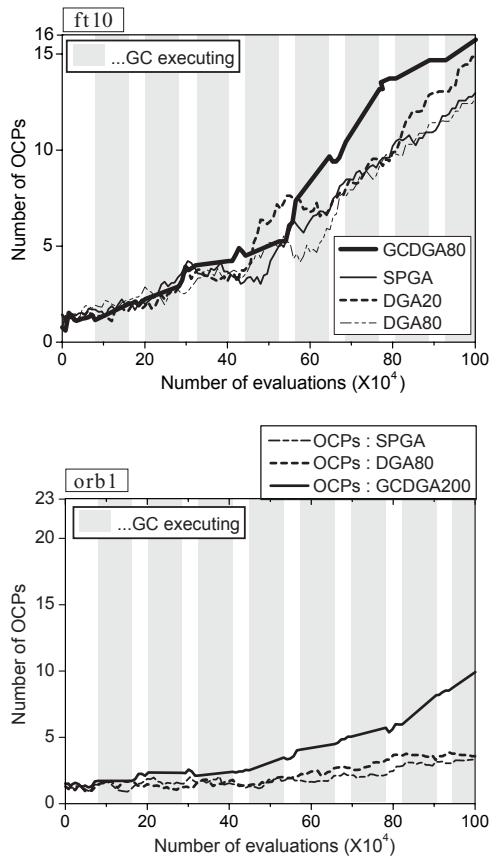 ft10
16
15
10
5
0
Number of OCPs
...GC executing
GCDGA80
SPGA
DGA20
DGA80
0 20 40 60 80 100
Number of evaluations (X10⁴)
OCPs : SPGA
OCPs : DGA80
OCPs : GCDGA200
orb1
23
20
15
10
5
0
Number of OCPs
...GC executing
0 20 40 60 80 100
Number of evaluations (X10⁴)